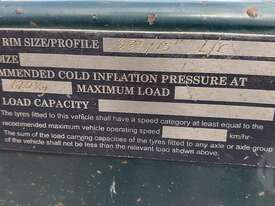 RIM SIZE/PROFILE
SIZE
MMENDED COLD INFLATION PRESSURE AT
MAXIMUM LOAD
LOAD CAPACITY
The tyres fitted to this vehicle shall have a speed category at least equal to the
recommended maximum vehicle operating speed km/hr.
The sum of the load carrying capacities of the tyres fitted to any axle or axle group
of the vehicle shall not be less than the relevant load shown above.